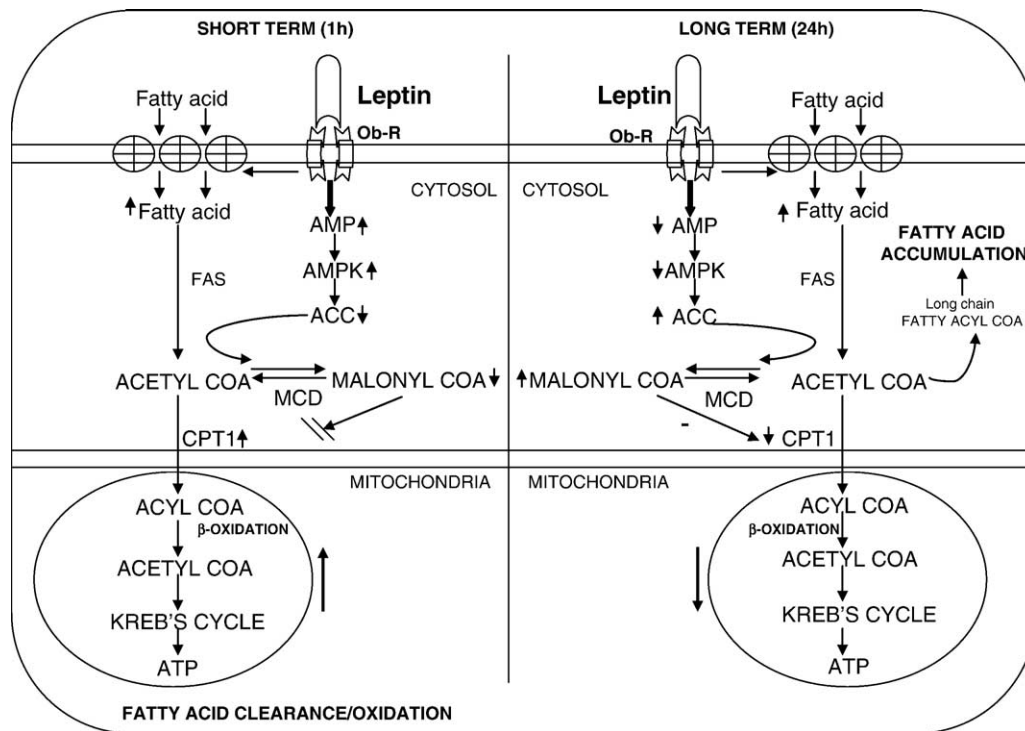 SHORT TERM (1h)
Fatty acid
Leptin
Ob-R
CYTOSOL
Fatty acid
AMP
AMPK
FAS
ACC
ACETYL COA
MALONYL COA
MCD
CPT1
MITOCHONDRIA
ACYL COA
β-OXIDATION
ACETYL COA
KREB'S CYCLE
ATP
FATTY ACID CLEARANCE/OXIDATION
LONG TERM (24h)
Leptin
Fatty acid
Ob-R
CYTOSOL
AMP
Fatty acid
FATTY ACID
ACCUMULATION
AMPK
FAS
Long chain
FATTY ACYL COA
ACC
MALONYL COA
ACETYL COA
MCD
-
CPT1
MITOCHONDRIA
ACYL COA
β-OXIDATION
ACETYL COA
KREB'S CYCLE
ATP